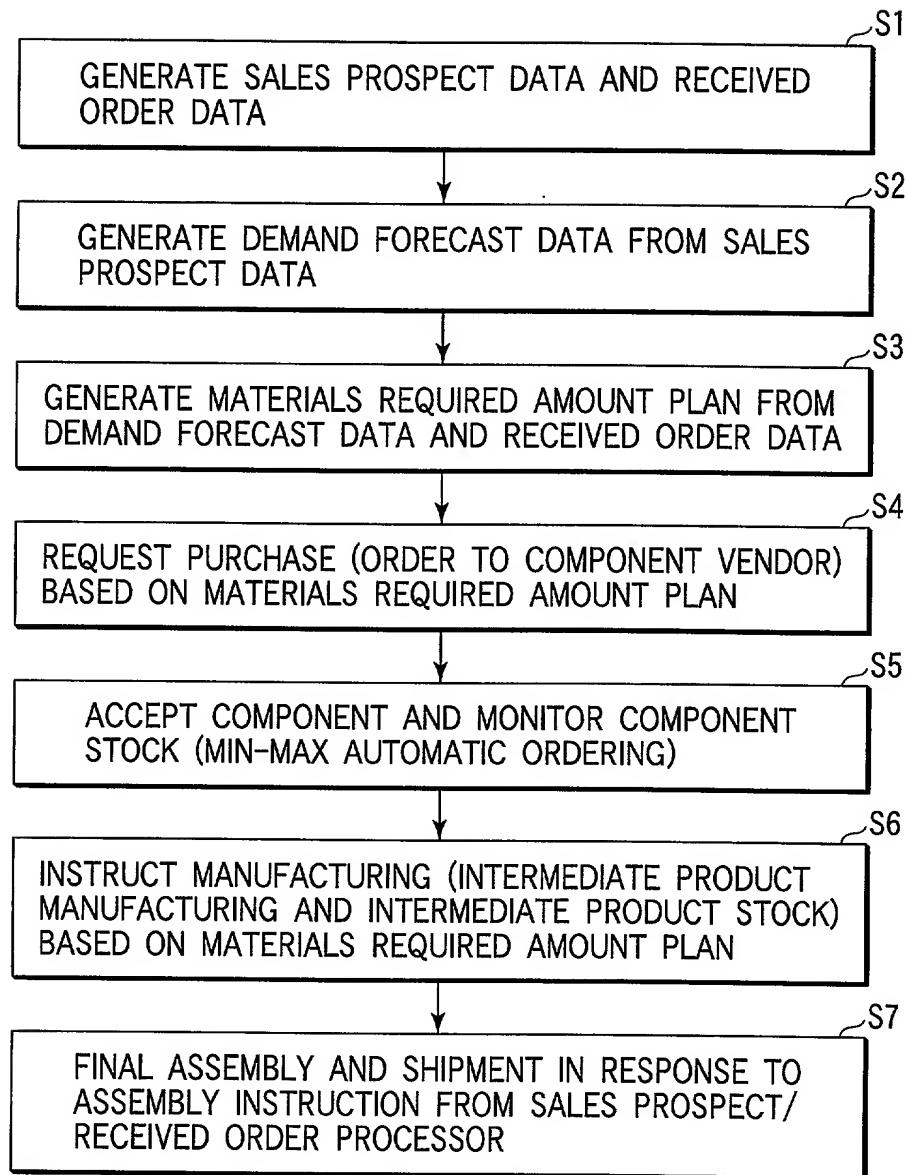 S1
GENERATE SALES PROSPECT DATA AND RECEIVED
ORDER DATA
S2
GENERATE DEMAND FORECAST DATA FROM SALES
PROSPECT DATA
S3
GENERATE MATERIALS REQUIRED AMOUNT PLAN FROM
DEMAND FORECAST DATA AND RECEIVED ORDER DATA
S4
REQUEST PURCHASE (ORDER TO COMPONENT VENDOR)
BASED ON MATERIALS REQUIRED AMOUNT PLAN
S5
ACCEPT COMPONENT AND MONITOR COMPONENT
STOCK (MIN-MAX AUTOMATIC ORDERING)
S6
INSTRUCT MANUFACTURING (INTERMEDIATE PRODUCT
MANUFACTURING AND INTERMEDIATE PRODUCT STOCK)
BASED ON MATERIALS REQUIRED AMOUNT PLAN
S7
FINAL ASSEMBLY AND SHIPMENT IN RESPONSE TO
ASSEMBLY INSTRUCTION FROM SALES PROSPECT/
RECEIVED ORDER PROCESSOR